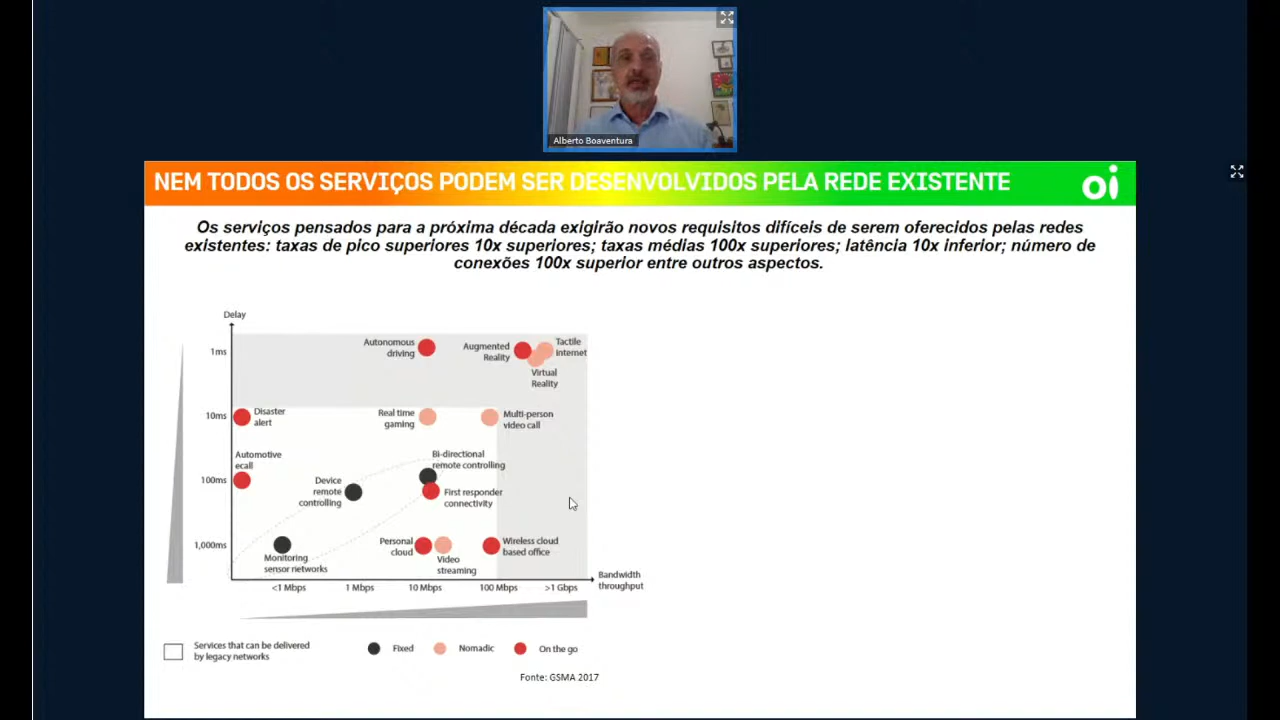 Alberto Boaventura
NEM TODOS OS SERVIÇOS PODEM SER DESENVOLVIDOS PELA REDE EXISTENTE
oi
Os serviços pensados para a próxima década exigirão novos requisitos difíceis de serem oferecidos pelas redes
existentes: taxas de pico superiores 10x superiores; taxas médias 100x superiores; latência 10x inferior; número de
conexões 100x superior entre outros aspectos.
Delay
1ms
Autonomous
driving
Augmented
Reality
Tactile
internet
Virtual
Reality
10ms
Disaster
alert
Real time
gaming
Multi-person
video call
Automotive
ecall
100ms
Device
remote
controlling
Bi-directional
remote controlling
First responder
connectivity
1,000ms
Monitoring
sensor networks
Personal
cloud
Video
streaming
Wireless cloud
based office
<1 Mbps
1 Mbps
10 Mbps
100 Mbps
>1 Gbps
Bandwidth
throughput
Services that can be delivered
by legacy networks
Fixed
Nomadic
On the go
Fonte: GSMA 2017